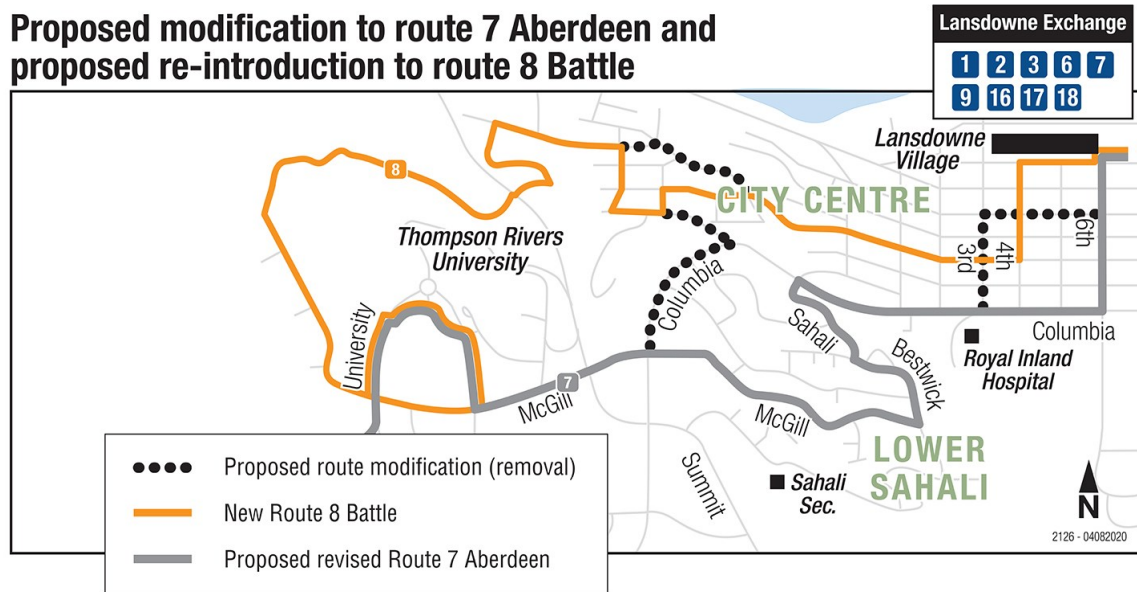 Proposed modification to route 7 Aberdeen and
proposed re-introduction to route 8 Battle
Lansdowne Exchange
1 2 3 6 7
9 16 17 18
Lansdowne
Village
8
CITY CENTRE
Thompson Rivers
University
6th
4th
3rd
Columbia
University
Sahali
Columbia
Bestwick
Royal Inland
Hospital
7
McGill
McGill
LOWER
SAHALI
Summit
Sahali
Sec.
N
2126 - 04082020
Proposed route modification (removal)
New Route 8 Battle
Proposed revised Route 7 Aberdeen